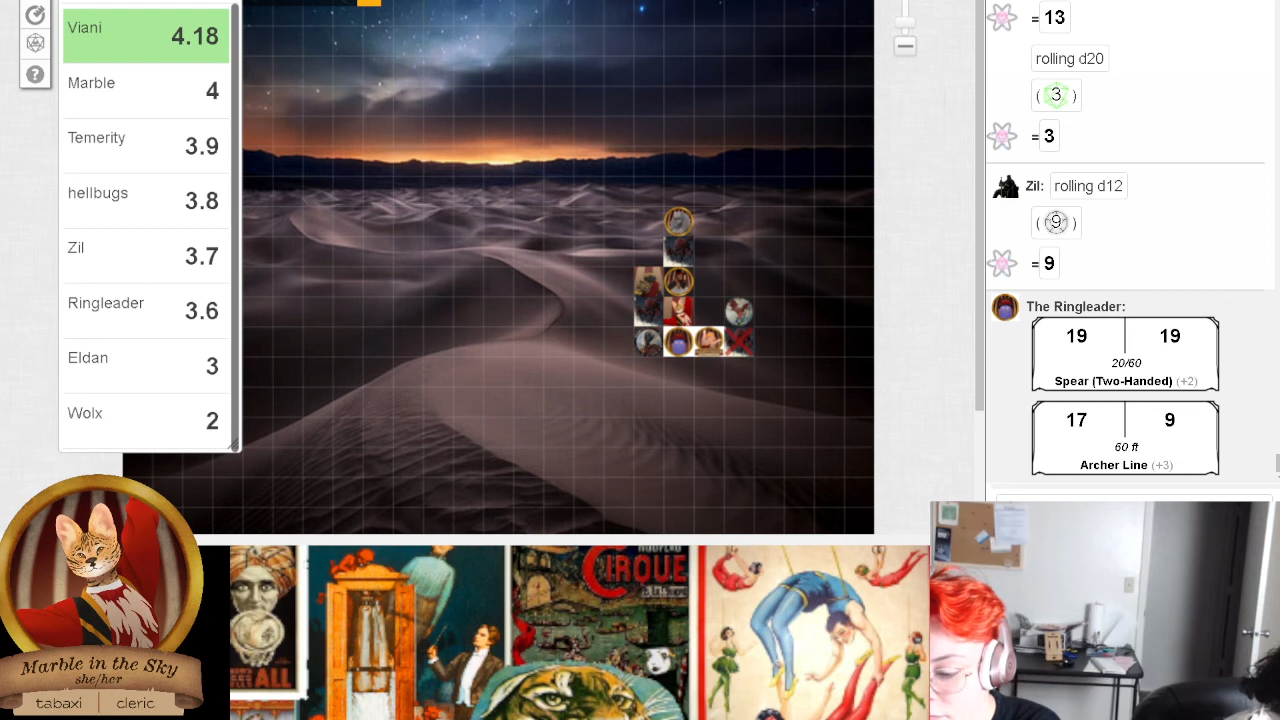 Viani
4.18
Marble
4
Temerity
3.9
hellbugs
3.8
Zil
3.7
Ringleader
3.6
Eldan
3
Wolx
2
?
=13
rolling d20
( 3 )
=3
Zil: rolling d12
( 9 )
=9
The Ringleader:
19 19
20/60
Spear (Two-Handed) (+2)
17 9
60 ft
Archer Line (+3)
Marble in the Sky
she/her
tabaxi cleric
ALL
CIRQUE